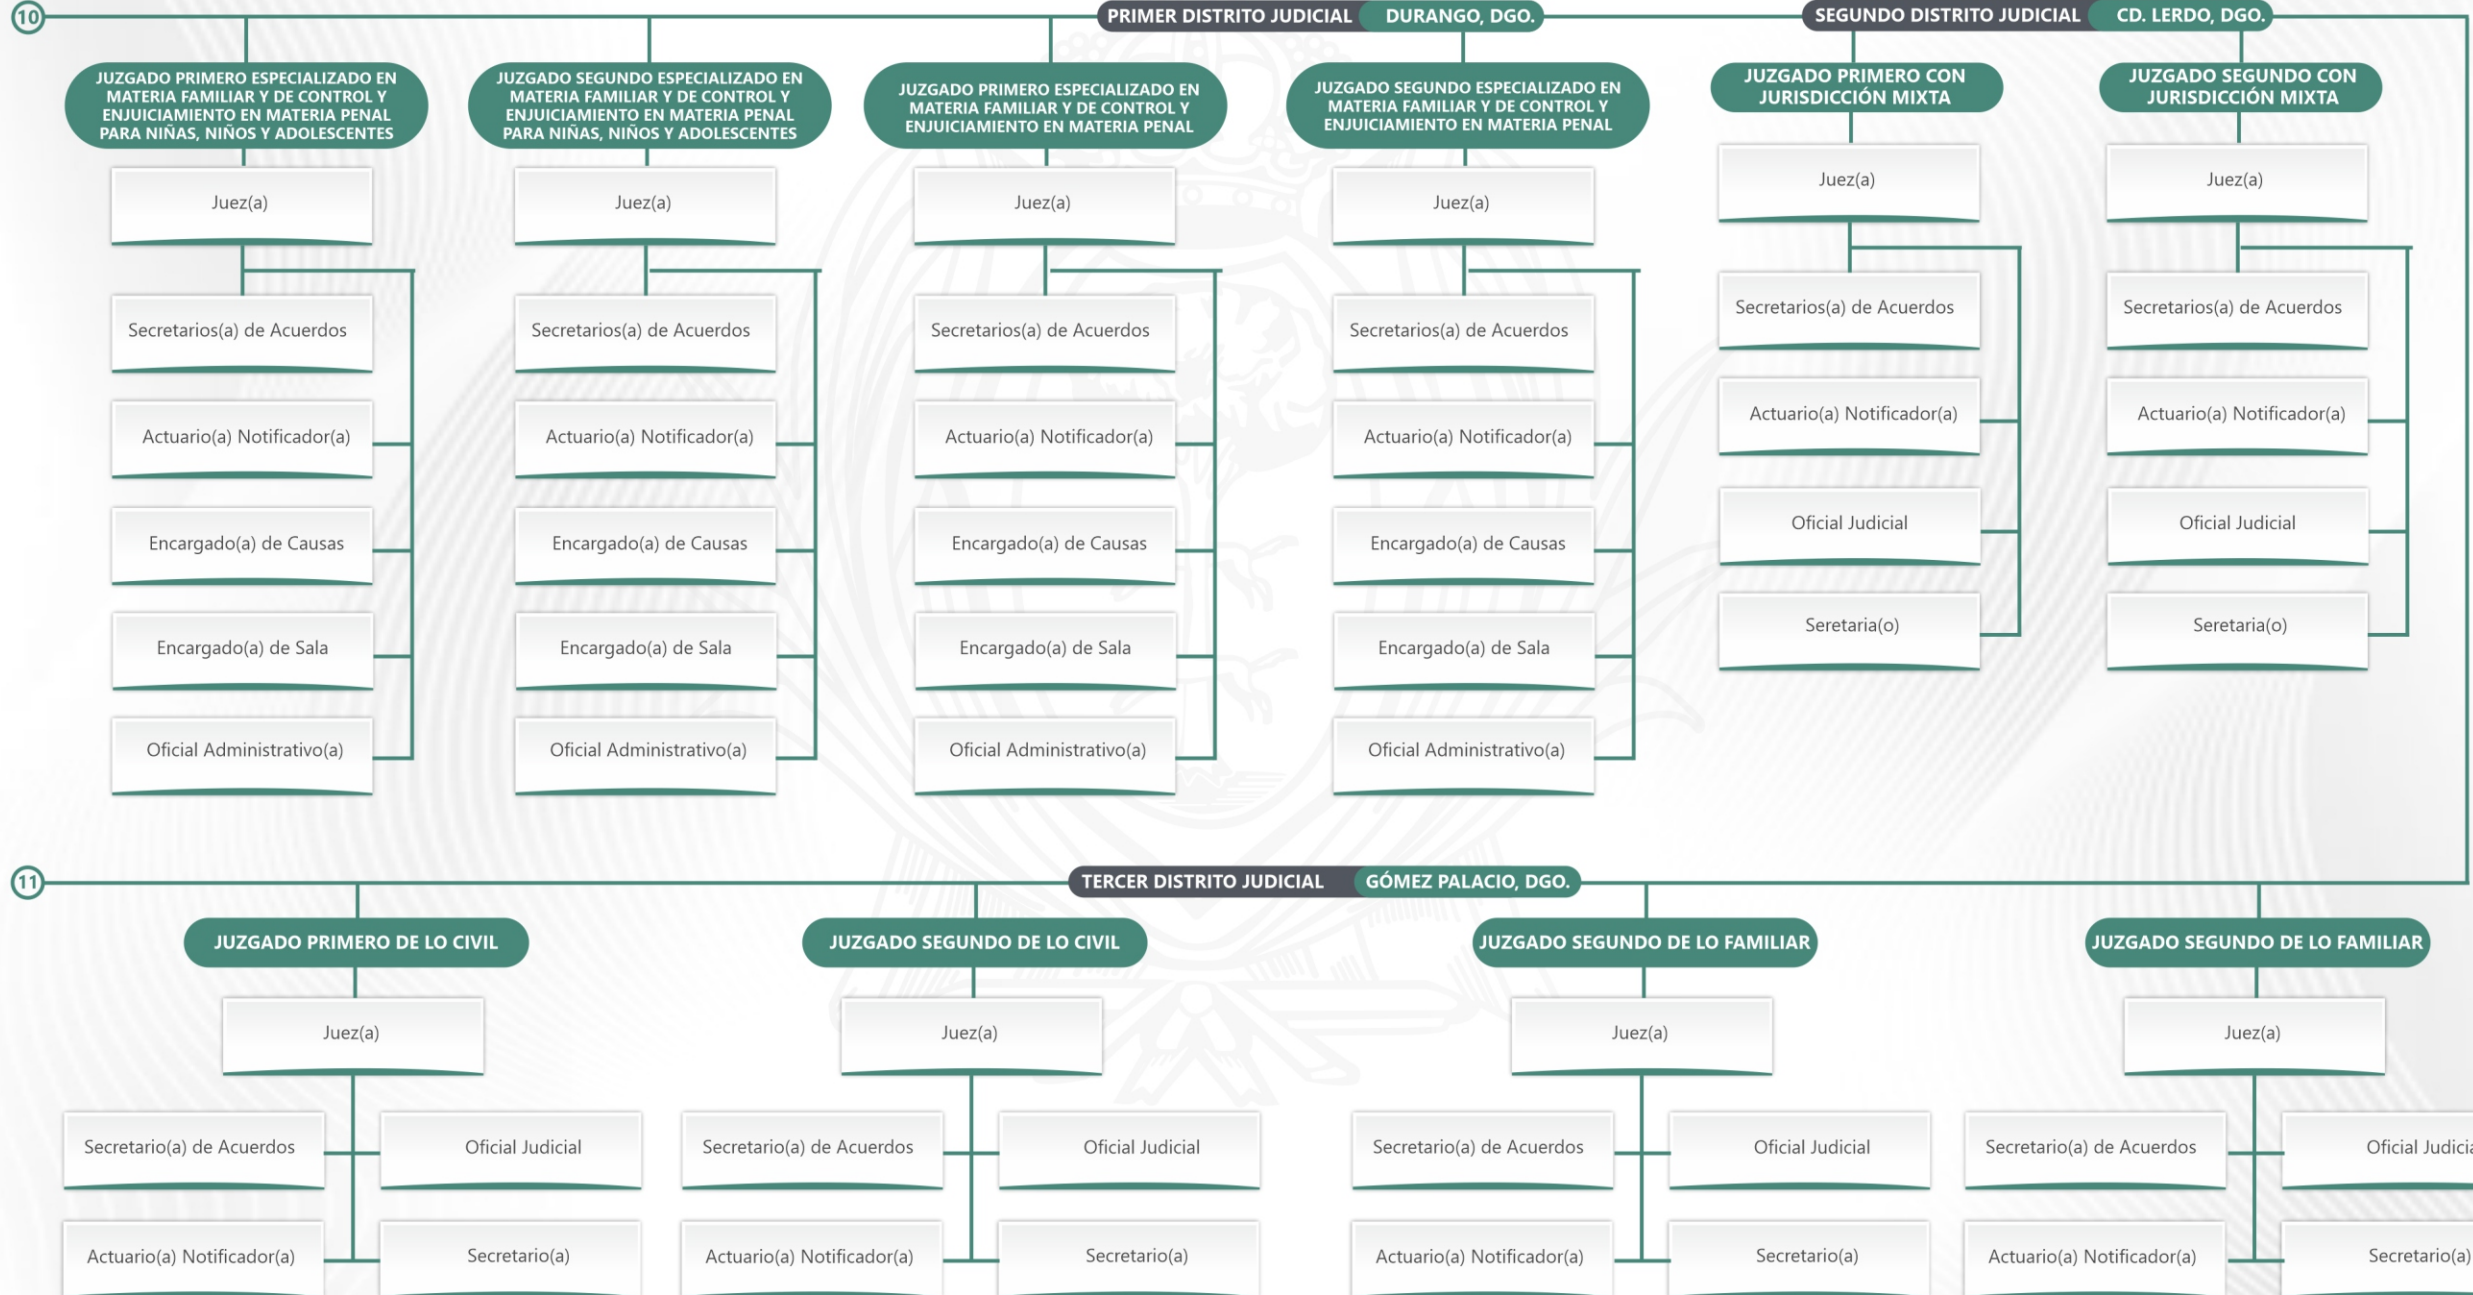 10
PRIMER DISTRITO JUDICIAL DURANGO, DGO.
SEGUNDO DISTRITO JUDICIAL CD. LERDO, DGO.
JUZGADO PRIMERO ESPECIALIZADO EN
MATERIA FAMILIAR Y DE CONTROL Y
ENJUICIAMIENTO EN MATERIA PENAL
PARA NIÑAS, NIÑOS Y ADOLESCENTES
Juez(a)
Secretarios(a) de Acuerdos
Actuario(a) Notificador(a)
Encargado(a) de Causas
Encargado(a) de Sala
Oficial Administrativo(a)
JUZGADO SEGUNDO ESPECIALIZADO EN
MATERIA FAMILIAR Y DE CONTROL Y
ENJUICIAMIENTO EN MATERIA PENAL
PARA NIÑAS, NIÑOS Y ADOLESCENTES
Juez(a)
Secretarios(a) de Acuerdos
Actuario(a) Notificador(a)
Encargado(a) de Causas
Encargado(a) de Sala
Oficial Administrativo(a)
JUZGADO PRIMERO ESPECIALIZADO EN
MATERIA FAMILIAR Y DE CONTROL Y
ENJUICIAMIENTO EN MATERIA PENAL
Juez(a)
Secretarios(a) de Acuerdos
Actuario(a) Notificador(a)
Encargado(a) de Causas
Encargado(a) de Sala
Oficial Administrativo(a)
JUZGADO SEGUNDO ESPECIALIZADO EN
MATERIA FAMILIAR Y DE CONTROL Y
ENJUICIAMIENTO EN MATERIA PENAL
Juez(a)
Secretarios(a) de Acuerdos
Actuario(a) Notificador(a)
Encargado(a) de Causas
Encargado(a) de Sala
Oficial Administrativo(a)
JUZGADO PRIMERO CON
JURISDICCIÓN MIXTA
Juez(a)
Secretarios(a) de Acuerdos
Actuario(a) Notificador(a)
Oficial Judicial
Seretaria(o)
JUZGADO SEGUNDO CON
JURISDICCIÓN MIXTA
Juez(a)
Secretarios(a) de Acuerdos
Actuario(a) Notificador(a)
Oficial Judicial
Seretaria(o)
11
TERCER DISTRITO JUDICIAL GÓMEZ PALACIO, DGO.
JUZGADO PRIMERO DE LO CIVIL
Juez(a)
Secretario(a) de Acuerdos
Oficial Judicial
Actuario(a) Notificador(a)
Secretario(a)
JUZGADO SEGUNDO DE LO CIVIL
Juez(a)
Secretario(a) de Acuerdos
Oficial Judicial
Actuario(a) Notificador(a)
Secretario(a)
JUZGADO SEGUNDO DE LO FAMILIAR
Juez(a)
Secretario(a) de Acuerdos
Oficial Judicial
Actuario(a) Notificador(a)
Secretario(a)
JUZGADO SEGUNDO DE LO FAMILIAR
Juez(a)
Secretario(a) de Acuerdos
Oficial
Actuario(a) Notificador(a)
Secretario(a)